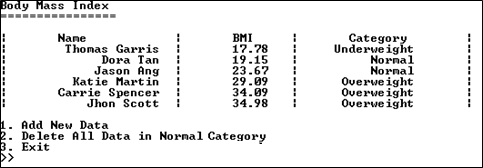 Body Mass Index
=================
¦ Name ¦ BMI ¦ Category ¦
¦ Thomas Garris ¦ 17.78 ¦ Underweight ¦
¦ Dora Tan ¦ 19.15 ¦ Normal ¦
¦ Jason Ang ¦ 23.67 ¦ Normal ¦
¦ Katie Martin ¦ 29.09 ¦ Overweight ¦
¦ Carrie Spencer ¦ 34.09 ¦ Overweight ¦
¦ Jhon Scott ¦ 34.98 ¦ Overweight ¦
1. Add New Data
2. Delete All Data in Normal Category
3. Exit
>>